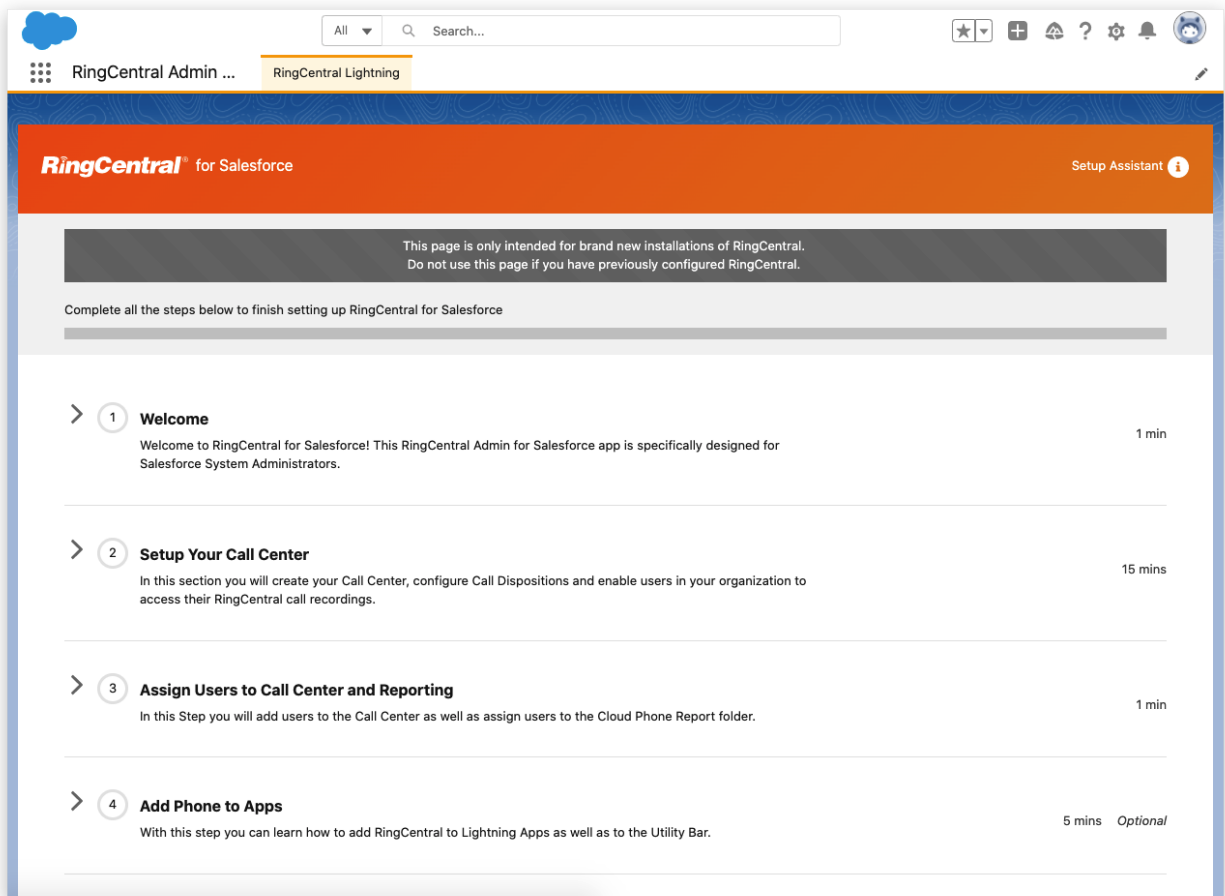 All
Search...
RingCentral Admin ...
RingCentral Lightning
RingCentral® for Salesforce
Setup Assistant
This page is only intended for brand new installations of RingCentral.
Do not use this page if you have previously configured RingCentral.
Complete all the steps below to finish setting up RingCentral for Salesforce
1
Welcome
Welcome to RingCentral for Salesforce! This RingCentral Admin for Salesforce app is specifically designed for
Salesforce System Administrators.
1 min
2
Setup Your Call Center
In this section you will create your Call Center, configure Call Dispositions and enable users in your organization to
access their RingCentral call recordings.
15 mins
3
Assign Users to Call Center and Reporting
In this Step you will add users to the Call Center as well as assign users to the Cloud Phone Report folder.
1 min
4
Add Phone to Apps
With this step you can learn how to add RingCentral to Lightning Apps as well as to the Utility Bar.
5 mins Optional